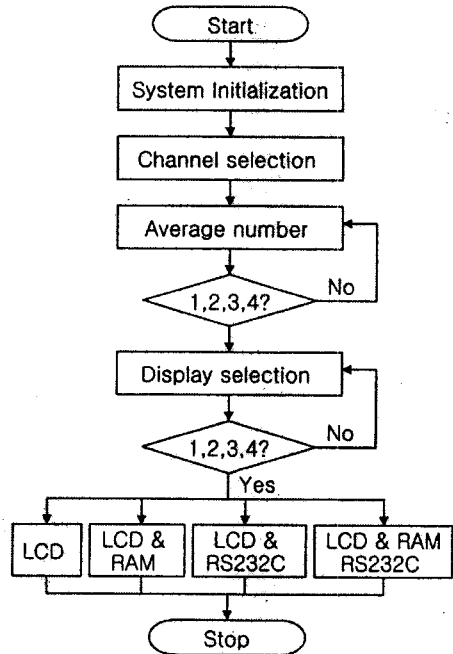 Start
System Initlalization
Channel selection
Average number
1,2,3,4?
No
Display selection
1,2,3,4?
No
Yes
LCD
LCD &
RAM
LCD &
RS232C
LCD & RAM
RS232C
Stop